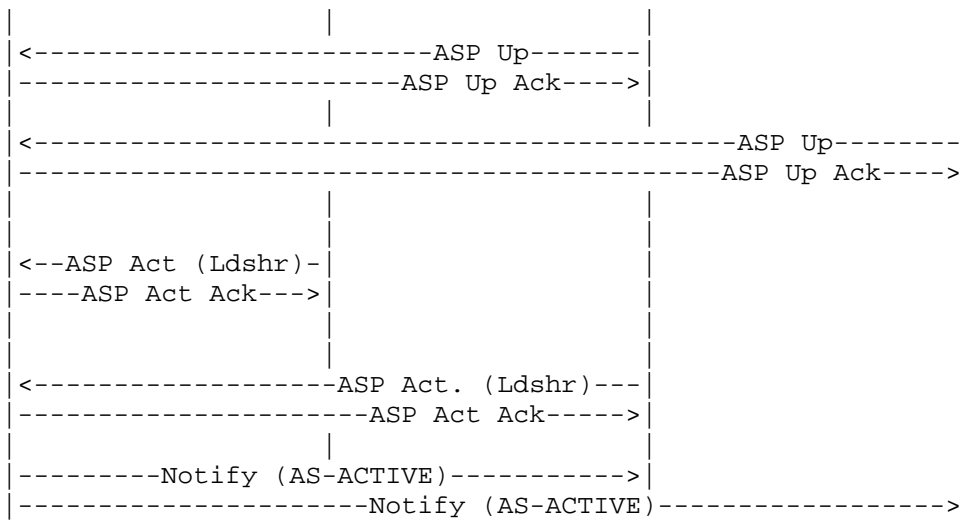 ASP Up
ASP Up Ack
ASP Up
ASP Up Ack
ASP Act (Ldshr)
ASP Act Ack
ASP Act. (Ldshr)
ASP Act Ack
Notify (AS-ACTIVE)
Notify (AS-ACTIVE)